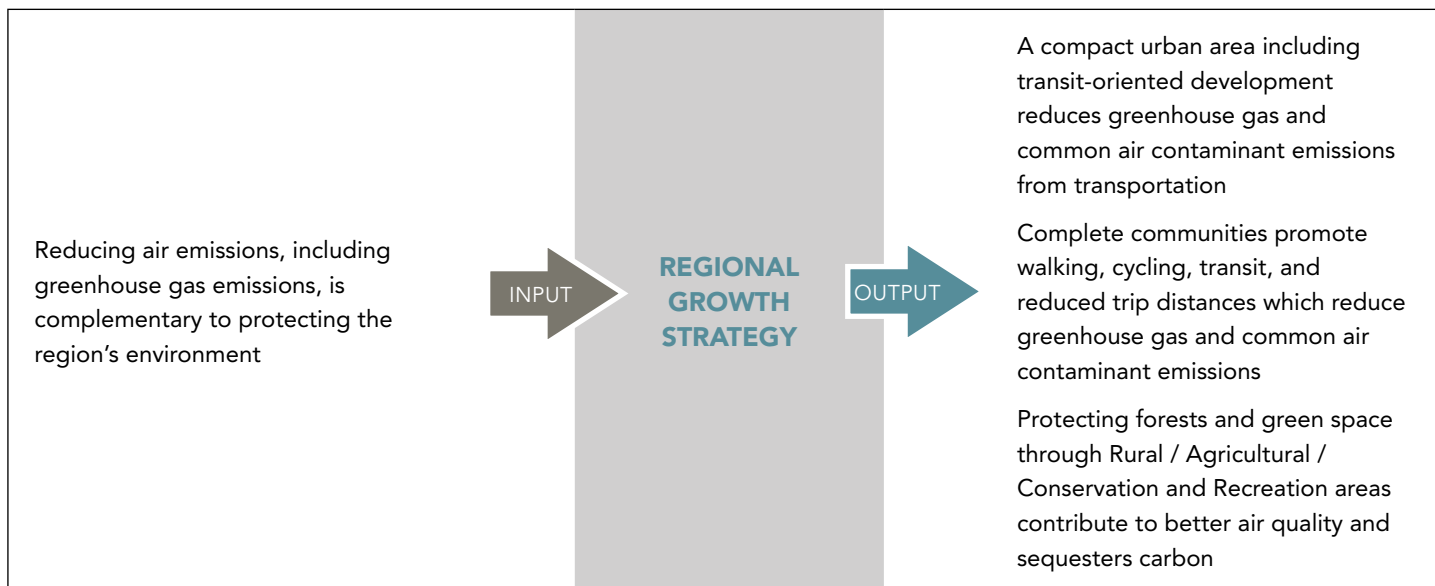 Reducing air emissions, including
greenhouse gas emissions, is
complementary to protecting the
region’s environment
INPUT
REGIONAL
GROWTH
STRATEGY
OUTPUT
A compact urban area including
transit-oriented development
reduces greenhouse gas and
common air contaminant emissions
from transportation
Complete communities promote
walking, cycling, transit, and
reduced trip distances which reduce
greenhouse gas and common air
contaminant emissions
Protecting forests and green space
through Rural / Agricultural /
Conservation and Recreation areas
contribute to better air quality and
sequesters carbon